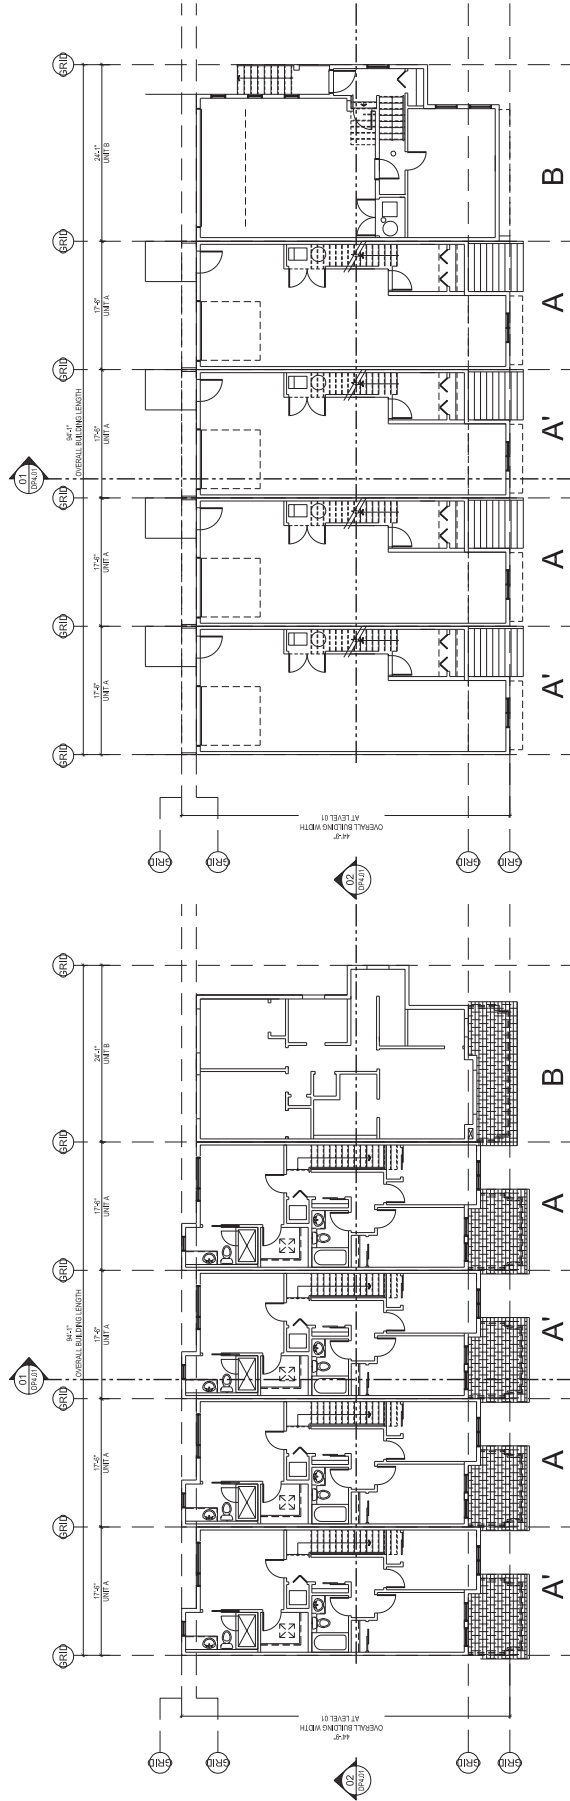 GRID
24'-1"
UNIT B
GRID
17'-6"
UNIT A
GRID
94'-1"
OVERALL BUILDING LENGTH
17'-6"
UNIT A
01
DP4.01
GRID
17'-6"
UNIT A
GRID
17'-6"
UNIT A
GRID
B
A
A'
A
A'
44'-9"
OVERALL BUILDING WIDTH
AT LEVEL 01
GRID
GRID
GRID
GRID
02
DP4.01
GRID
24'-1"
UNIT B
GRID
17'-6"
UNIT A
GRID
94'-1"
OVERALL BUILDING LENGTH
17'-6"
UNIT A
01
DP4.01
GRID
17'-6"
UNIT A
GRID
17'-6"
UNIT A
GRID
B
A
A'
A
A'
44'-9"
OVERALL BUILDING WIDTH
AT LEVEL 01
GRID
GRID
GRID
GRID
02
DP4.01